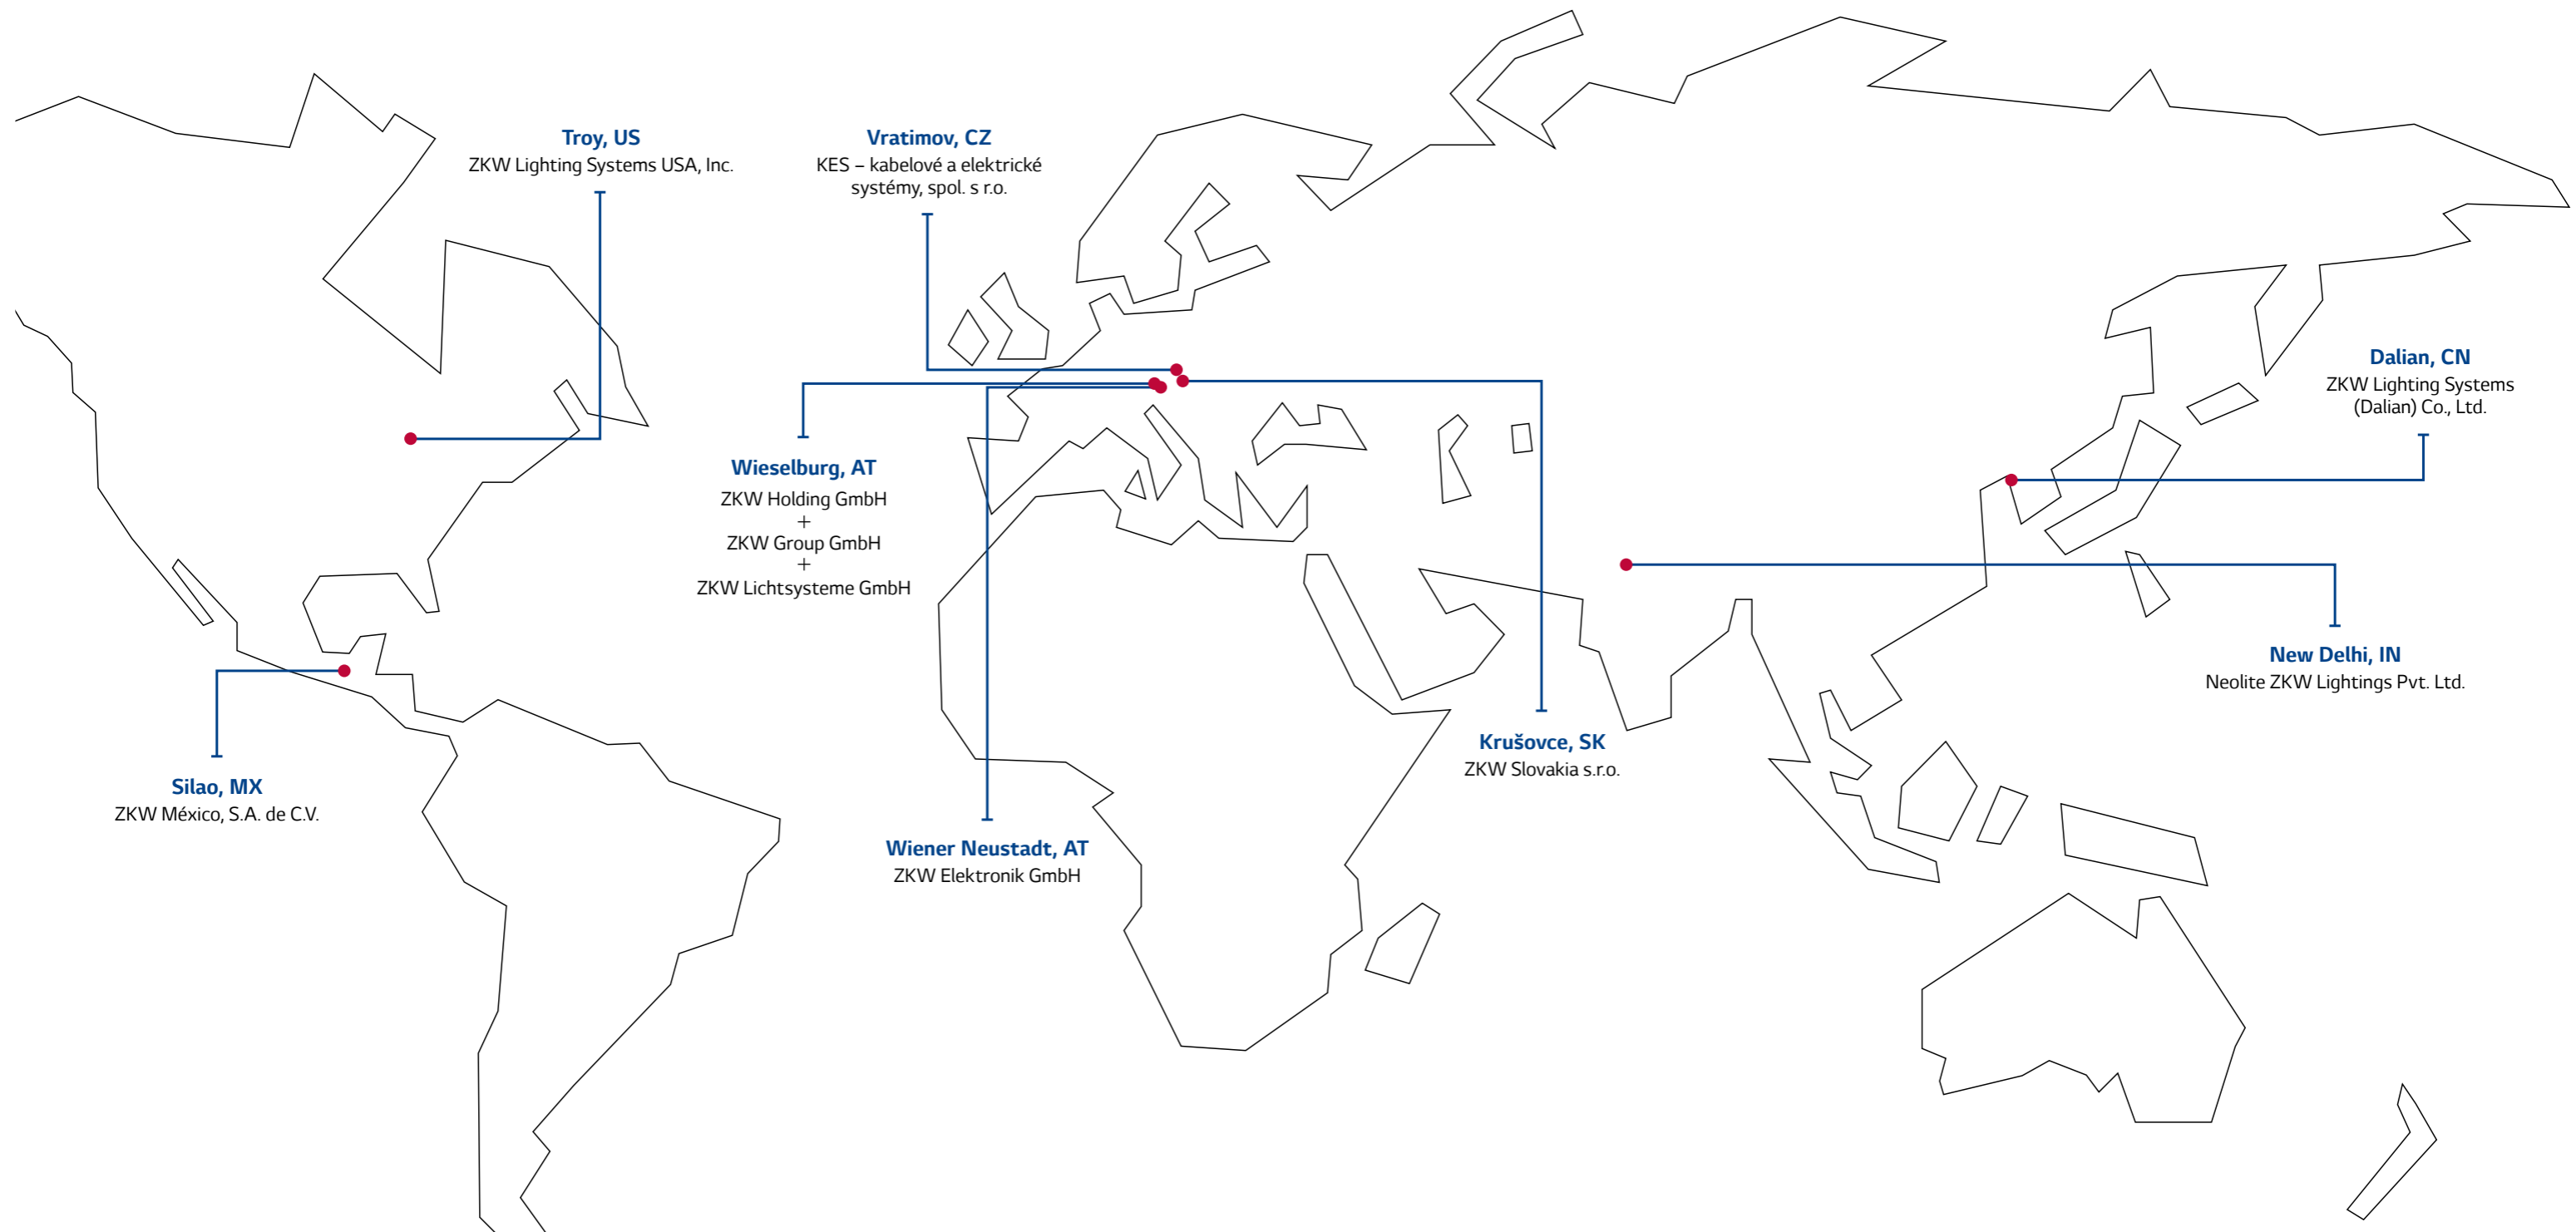 Troy, US
ZKW Lighting Systems USA, Inc.
Vratimov, CZ
KES – kabelové a elektrické
systémy, spol. s r.o.
Dalian, CN
ZKW Lighting Systems
(Dalian) Co., Ltd.
Wieselburg, AT
ZKW Holding GmbH
+
ZKW Group GmbH
+
ZKW Lichtsysteme GmbH
New Delhi, IN
Neolite ZKW Lightings Pvt. Ltd.
Krušovce, SK
ZKW Slovakia s.r.o.
Silao, MX
ZKW México, S.A. de C.V.
Wiener Neustadt, AT
ZKW Elektronik GmbH